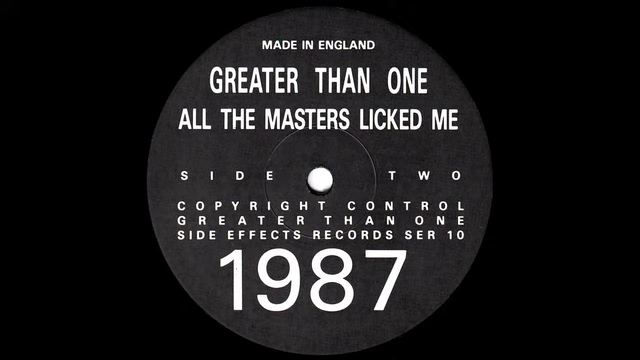 MADE IN ENGLAND
GREATER THAN ONE
ALL THE MASTERS LICKED ME
SIDE TWO
COPYRIGHT CONTROL
GREATER THAN ONE
SIDE EFFECTS RECORDS SER 10
1987